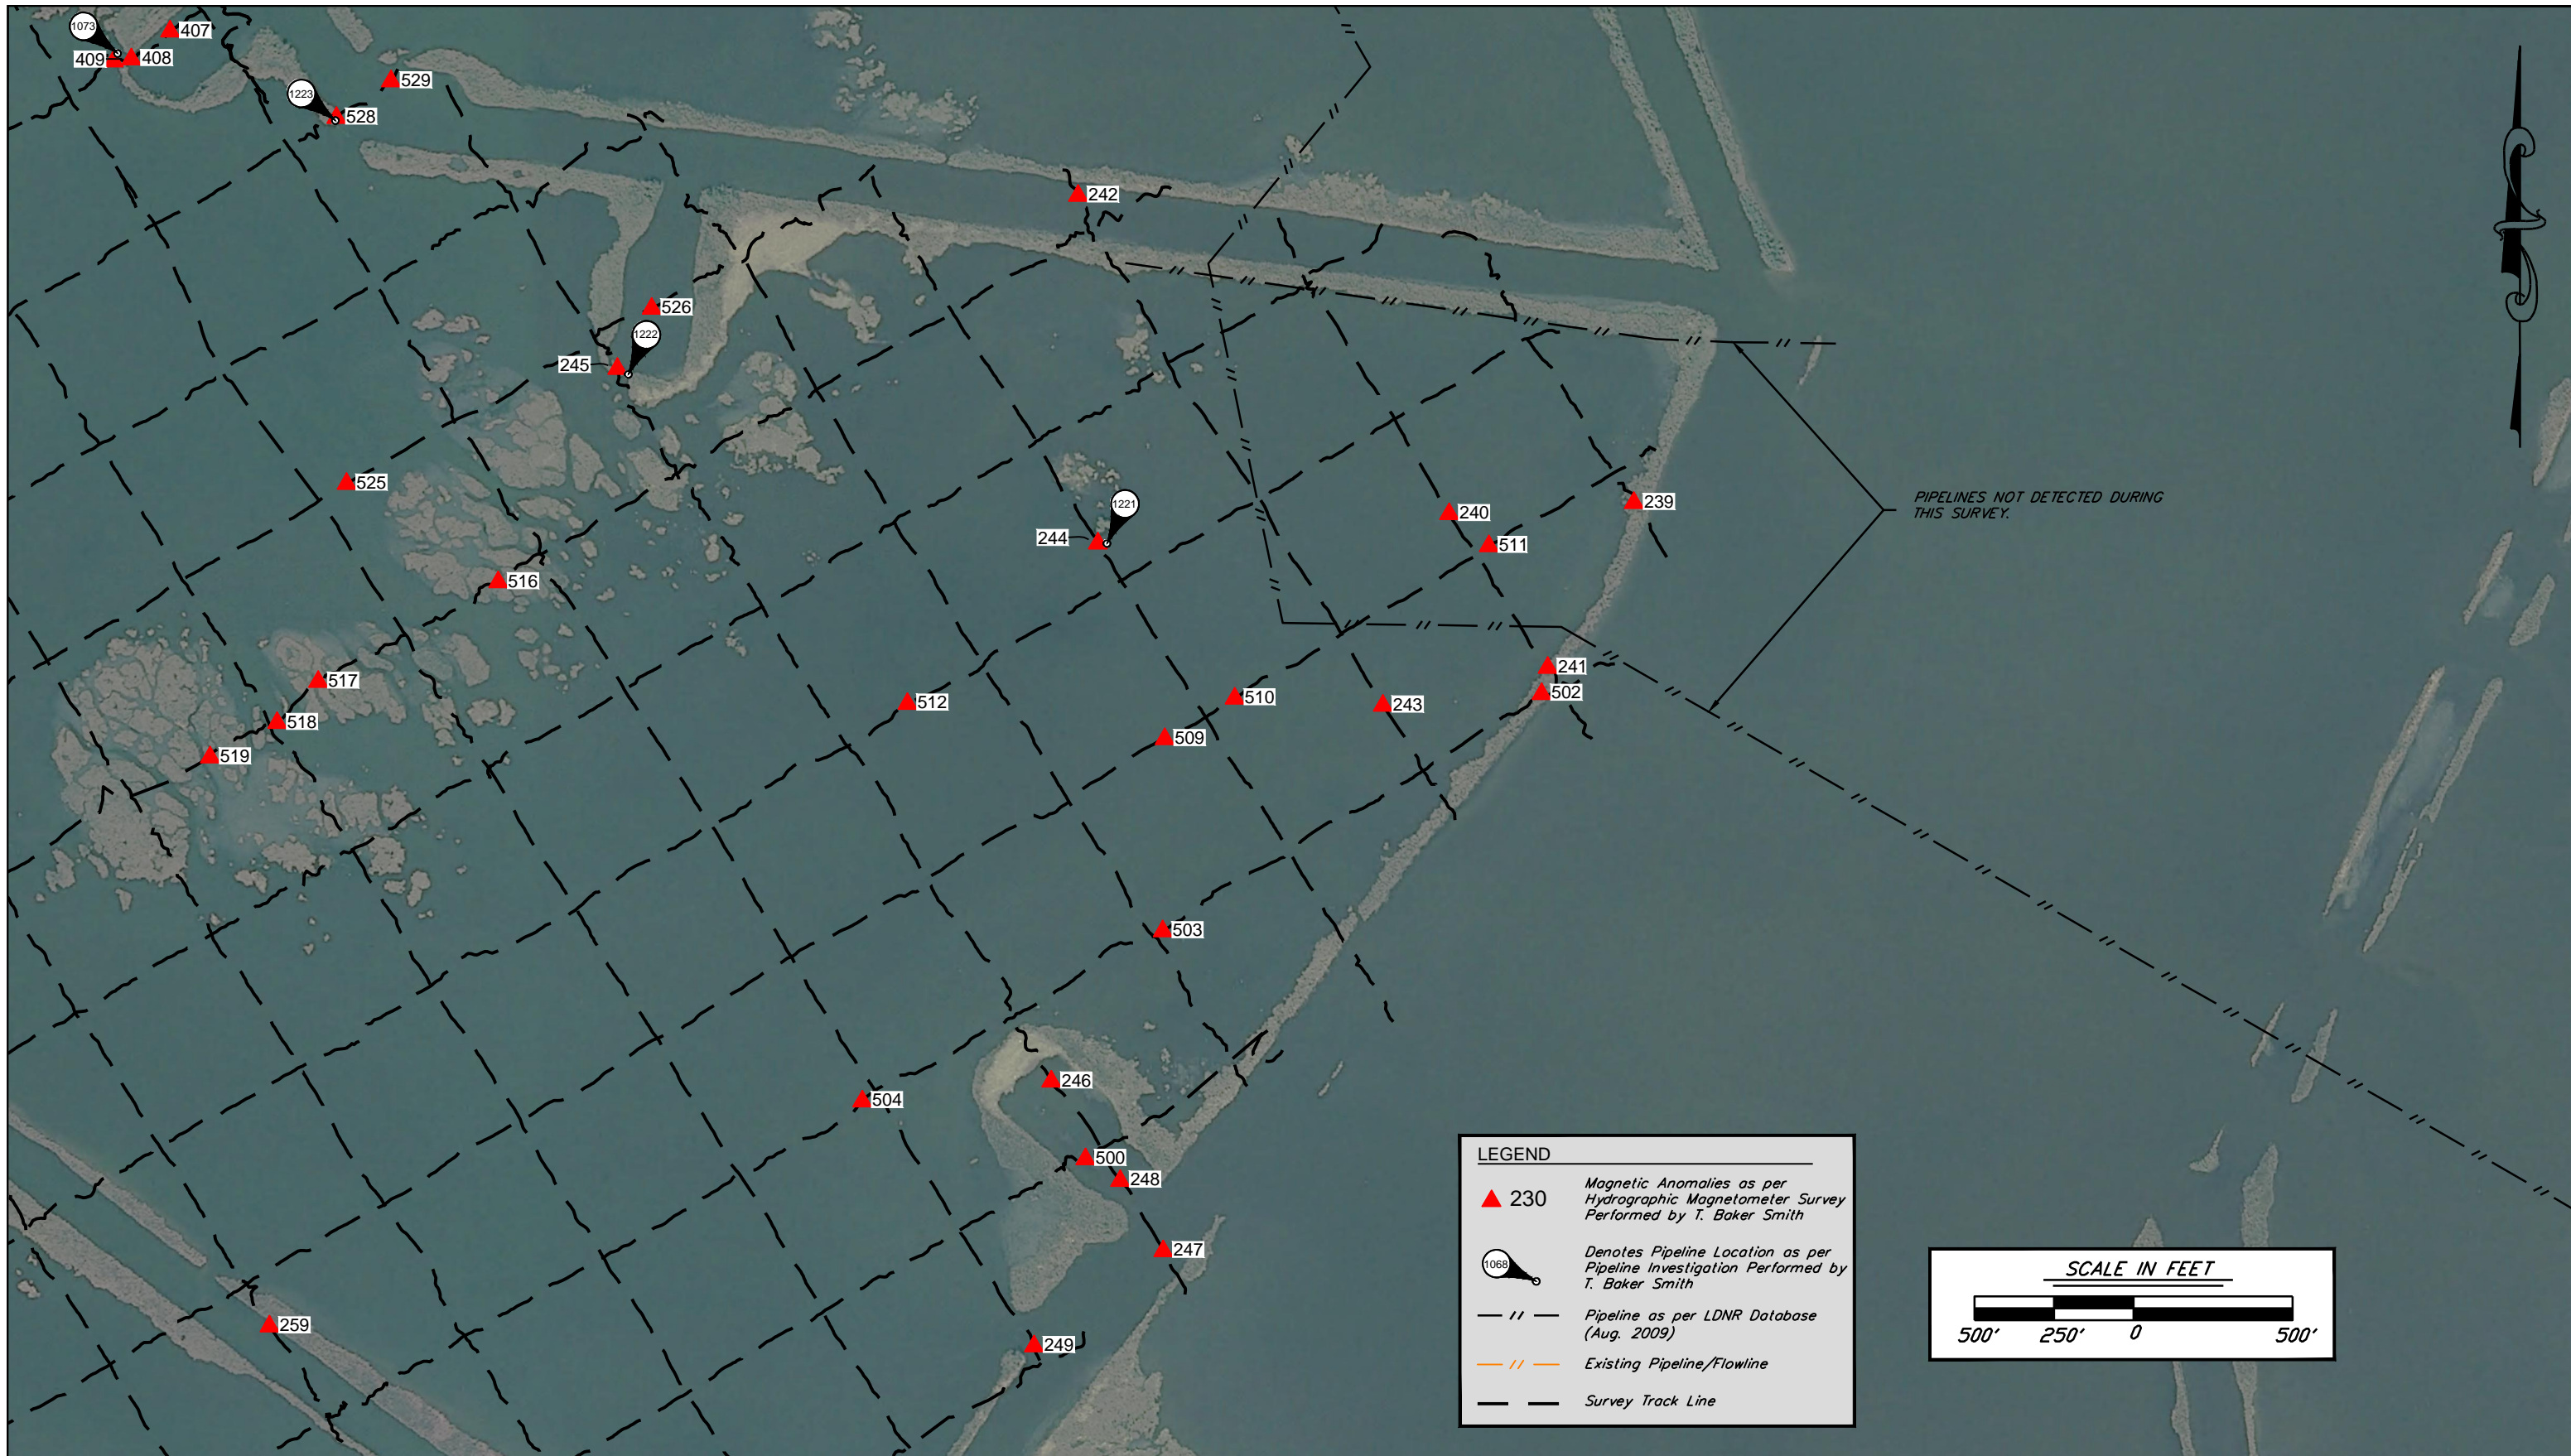 1073
407
409
408
529
1223
528
242
526
1222
245
525
1221
244
240
239
511
PIPELINES NOT DETECTED DURING
THIS SURVEY.
516
517
241
502
512
510
243
518
509
519
503
246
504
500
248
247
259
249
LEGEND
230
Magnetic Anomalies as per
Hydrographic Magnetometer Survey
Performed by T. Baker Smith
1068
Denotes Pipeline Location as per
Pipeline Investigation Performed by
T. Baker Smith
Pipeline as per LDNR Database
(Aug. 2009)
Existing Pipeline/Flowline
Survey Track Line
SCALE IN FEET
500' 250' 0 500'